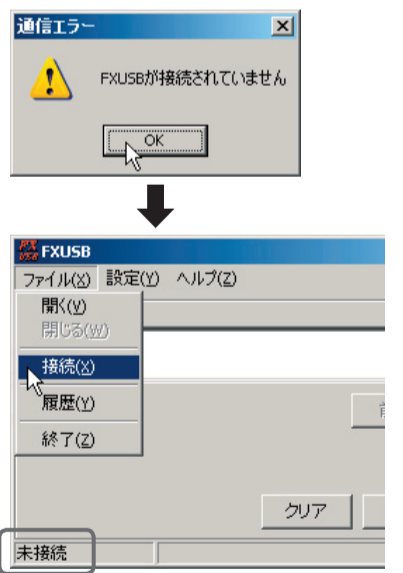 通信エラー
FXUSBが接続されていません
OK
FX
USB
FXUSB
ファイル(X) 設定(Y) ヘルプ(Z)
開く(V)
閉じる(W)
接続(X)
履歴(Y)
終了(Z)
クリア
未接続